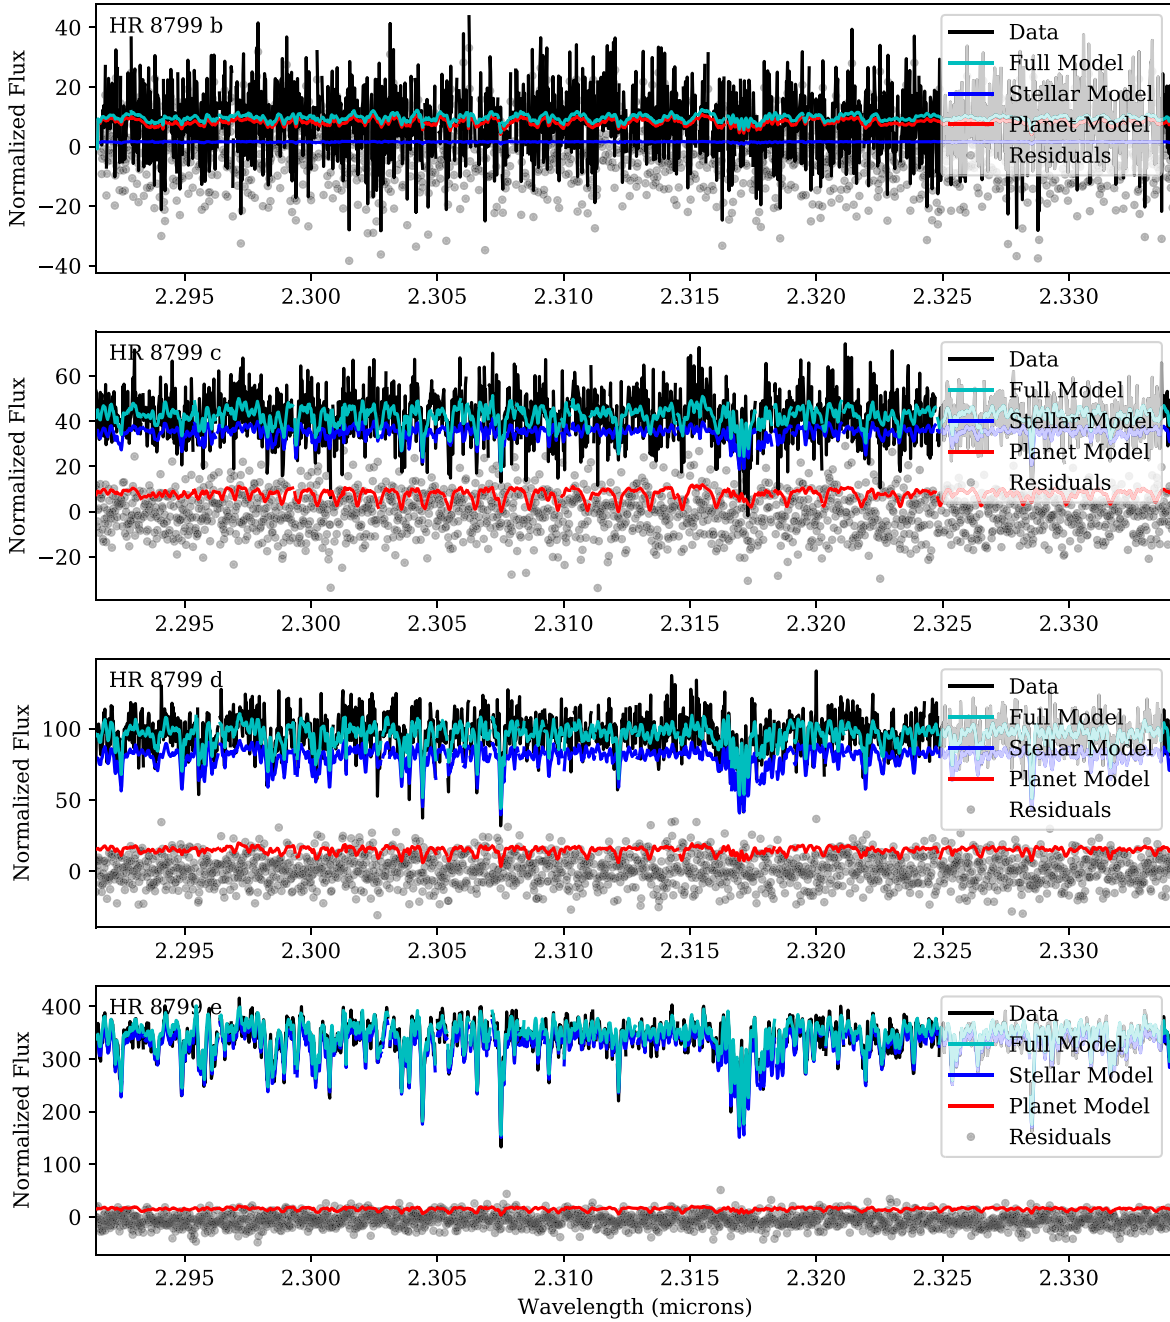 HR 8799 b
Data
Full Model
Stellar Model
Planet Model
Residuals
Normalized Flux
40
20
0
−20
−40
2.295 2.300 2.305 2.310 2.315 2.320 2.325 2.330
HR 8799 c
Data
Full Model
Stellar Model
Planet Model
Residuals
Normalized Flux
60
40
20
0
−20
2.295 2.300 2.305 2.310 2.315 2.320 2.325 2.330
HR 8799 d
Data
Full Model
Stellar Model
Planet Model
Residuals
Normalized Flux
100
50
0
2.295 2.300 2.305 2.310 2.315 2.320 2.325 2.330
HR 8799 e
Data
Full Model
Stellar Model
Planet Model
Residuals
Normalized Flux
400
300
200
100
0
2.295 2.300 2.305 2.310 2.315 2.320 2.325 2.330
Wavelength (microns)